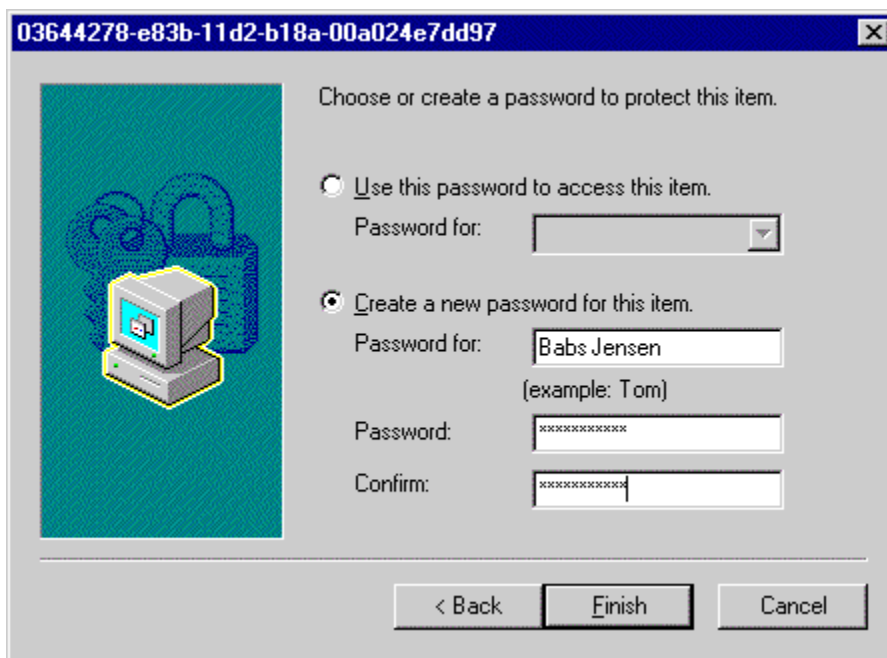 03644278-e83b-11d2-b18a-00a024e7dd97
Choose or create a password to protect this item.
Use this password to access this item.
Password for:
Create a new password for this item.
Password for: Babs Jensen
(example: Tom)
Password: ***********
Confirm: ***********
< Back Finish Cancel